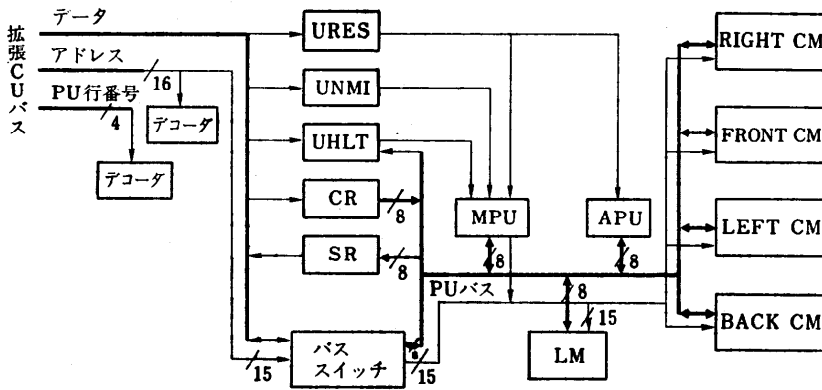 拡張CUバス
データ
アドレス
16
PU行番号
4
デコーダ
デコーダ
URES
UNMI
UHLT
CR
8
SR
8
バス
スイッチ
15
8
15
MPU
8
APU
8
PUバス
8
15
LM
RIGHT CM
FRONT CM
LEFT CM
BACK CM